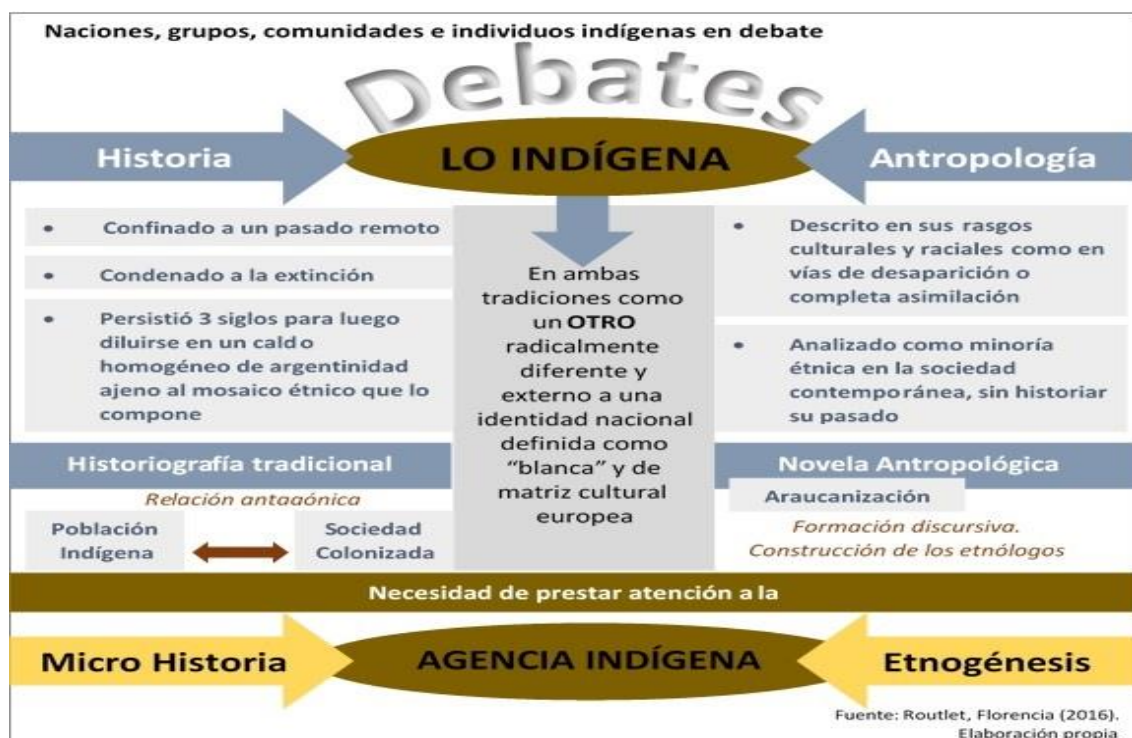 Naciones, grupos, comunidades e individuos indígenas en debate
Debates
Historia
LO INDÍGENA
Antropología
• Confinado a un pasado remoto
• Condenado a la extinción
• Persistió 3 siglos para luego
diluirse en un caldo
homogéneo de argentinidad
ajeno al mosaico étnico que lo
compone
En ambas
tradiciones como
un OTRO
radicalmente
diferente y
externo a una
identidad nacional
definida como
“blanca” y de
matriz cultural
europea
• Descrito en sus rasgos
culturales y raciales como en
vías de desaparición o
completa asimilación
• Analizado como minoría
étnica en la sociedad
contemporánea, sin historiar
su pasado
Historiografía tradicional
Relación antagónica
Población
Indígena
Sociedad
Colonizada
Novela Antropológica
Araucanización
Formación discursiva.
Construcción de los etnólogos
Necesidad de prestar atención a la
Micro Historia
AGENCIA INDÍGENA
Etnogénesis
Fuente: Routlet, Florencia (2016).
Elaboración propia